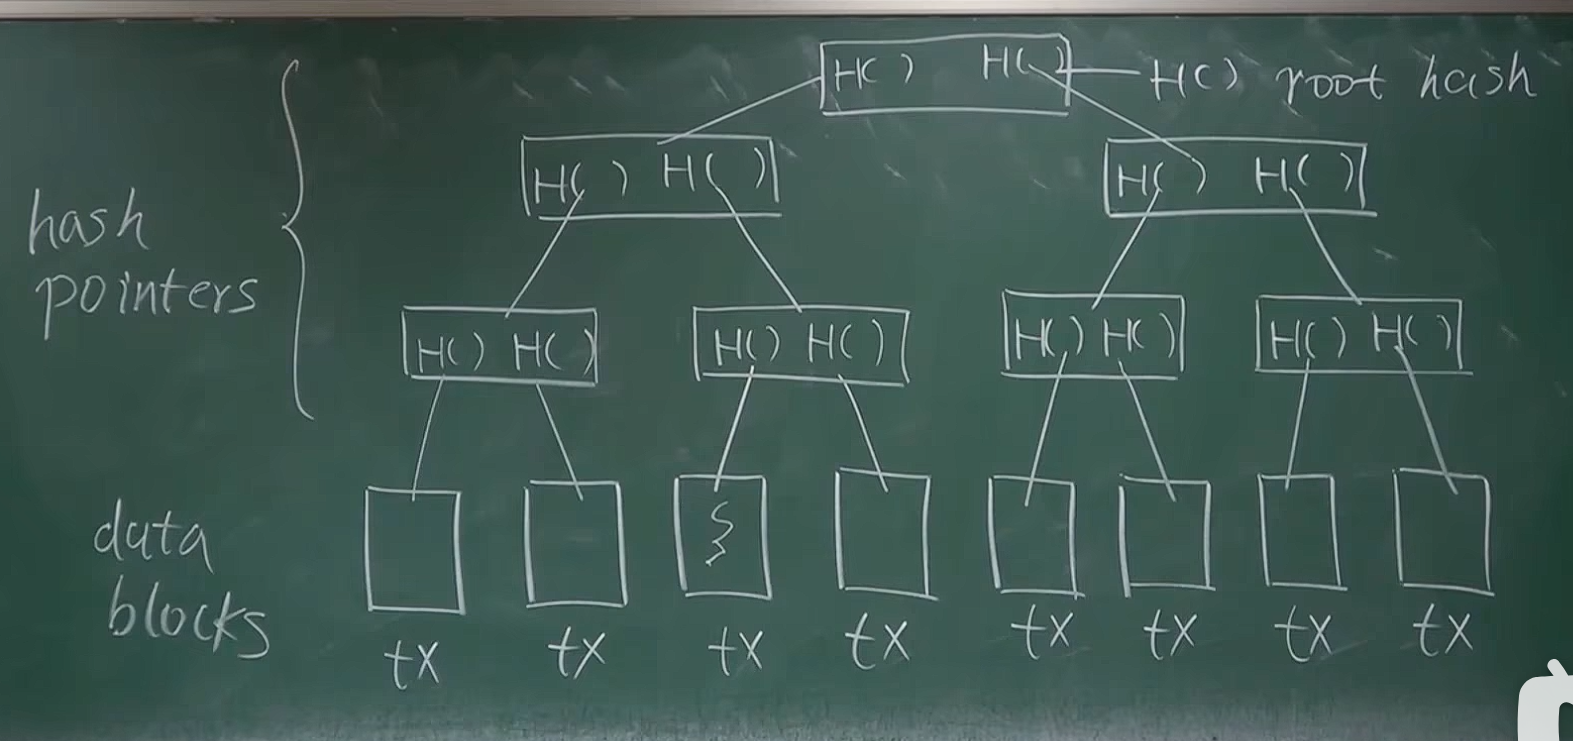 H( ) H( ) H( ) root hash
H( ) H( ) H( ) H( )
hash
pointers
H( ) H( ) H( ) H( ) H( ) H( ) H( ) H( )
data
blocks
tx tx tx tx tx tx tx tx